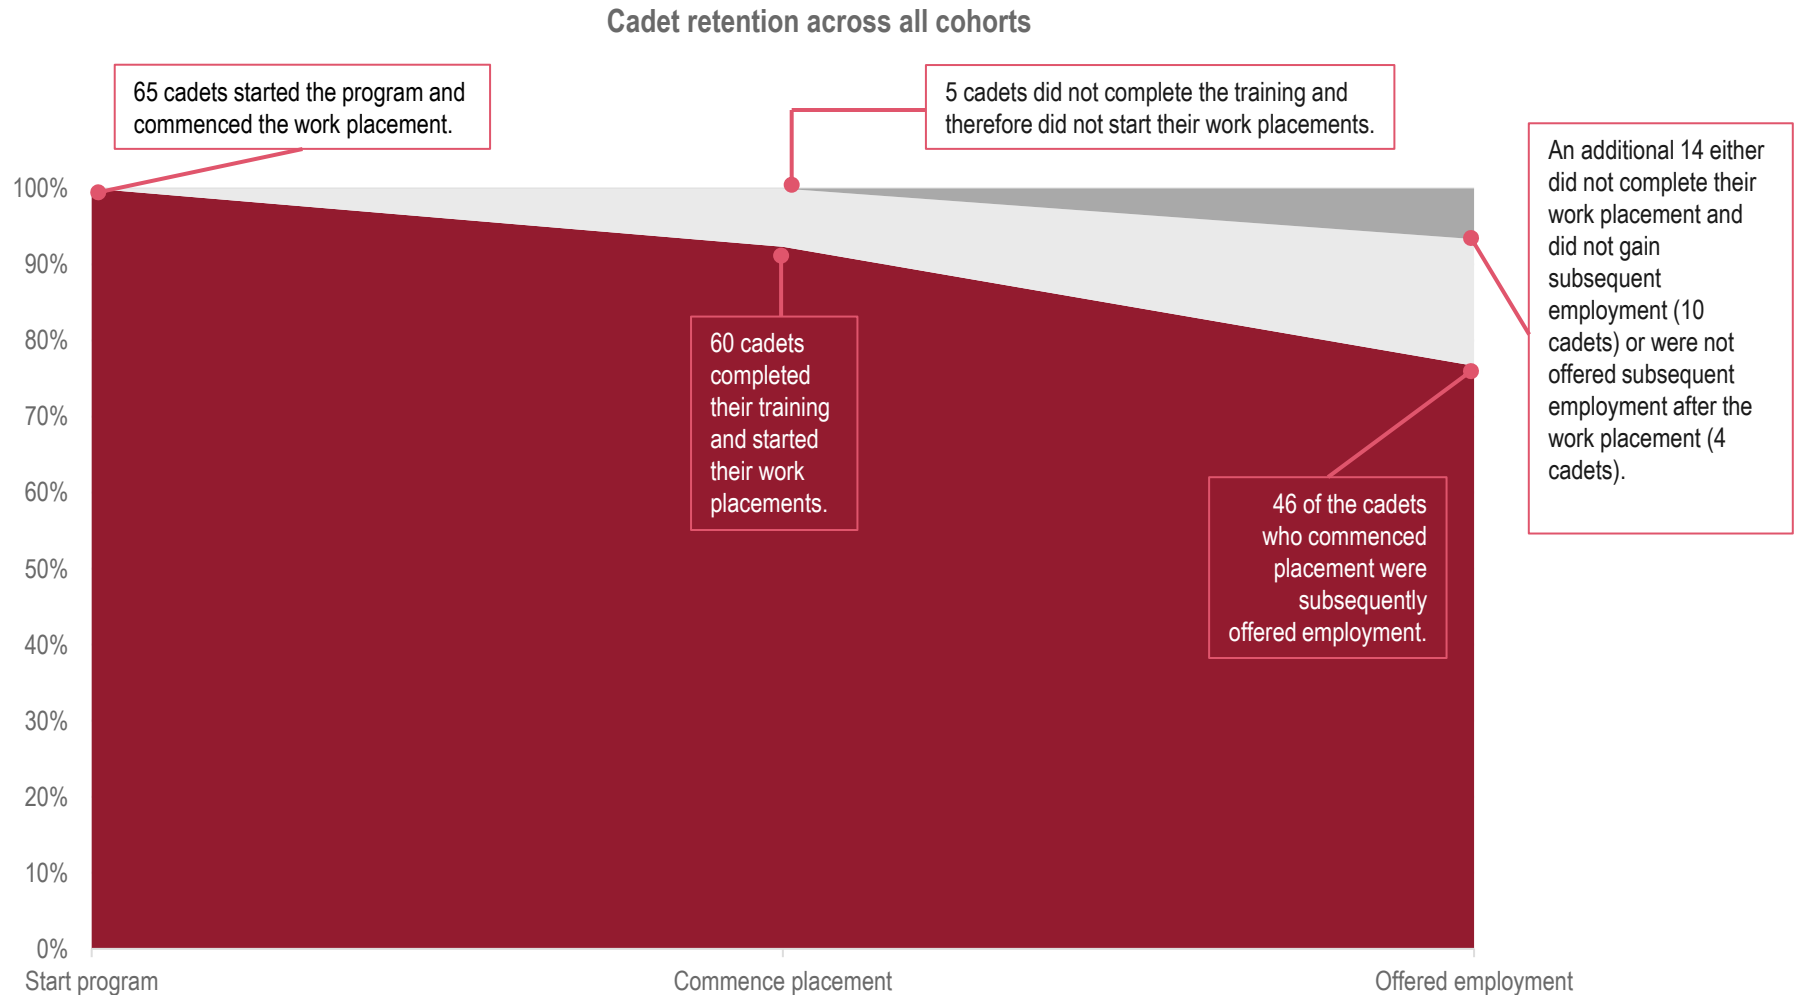 Cadet retention across all cohorts
65 cadets started the program and
commenced the work placement.
5 cadets did not complete the training and
therefore did not start their work placements.
An additional 14 either
did not complete their
work placement and
did not gain
subsequent
employment (10
cadets) or were not
offered subsequent
employment after the
work placement (4
cadets).
60 cadets
completed
their training
and started
their work
placements.
46 of the cadets
who commenced
placement were
subsequently
offered employment.
100%
90%
80%
70%
60%
50%
40%
30%
20%
10%
0%
Start program
Commence placement
Offered employment